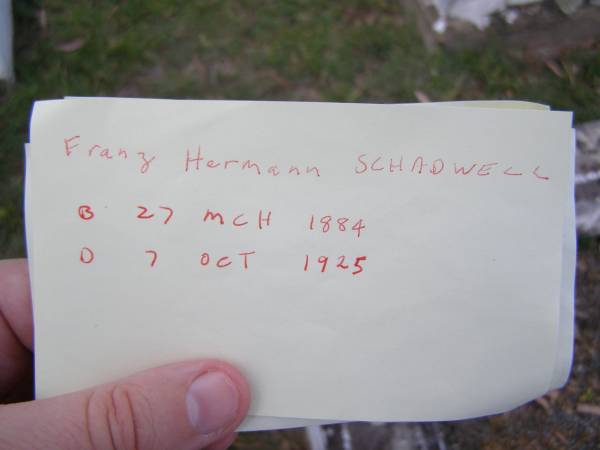 Franz Hermann SCHADWELL
B 27 MCH 1884
D 7 OCT 1925